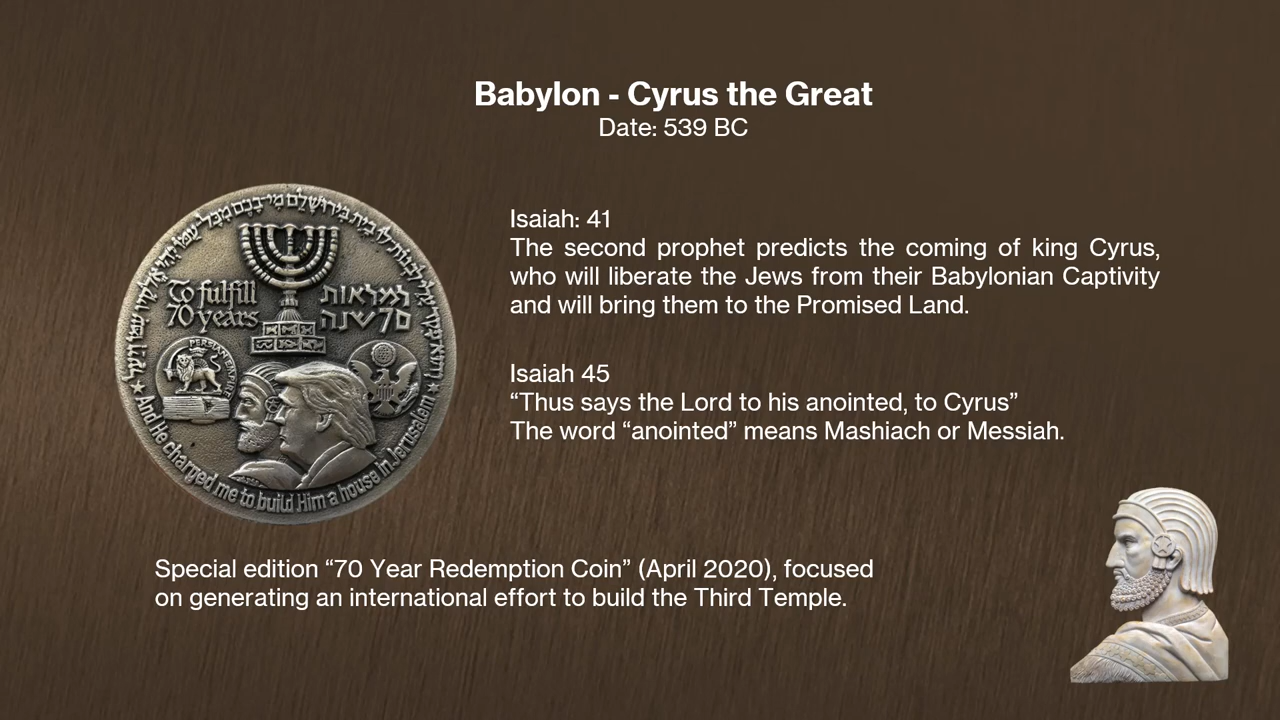 Babylon - Cyrus the Great
Date: 539 BC
To fulfill
70 years
למלאות
70 שנה
PERSIAN EMPIRE
And He charged me to build Him a house in Jerusalem
Isaiah: 41
The second prophet predicts the coming of king Cyrus,
who will liberate the Jews from their Babylonian Captivity
and will bring them to the Promised Land.
Isaiah 45
“Thus says the Lord to his anointed, to Cyrus”
The word “anointed” means Mashiach or Messiah.
Special edition “70 Year Redemption Coin” (April 2020), focused
on generating an international effort to build the Third Temple.